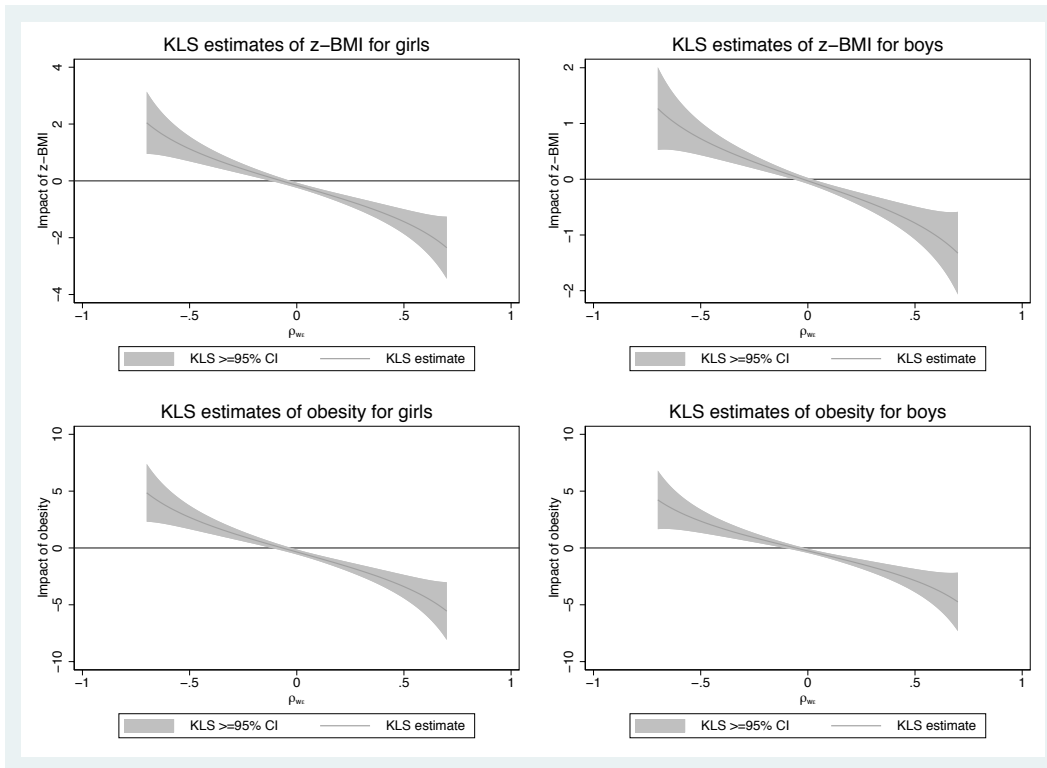 KLS estimates of z−BMI for girls
Impact of z−BMI
4
2
0
−2
−4
−1 −.5 0 .5 1
ρwε
KLS >=95% CI KLS estimate
KLS estimates of z−BMI for boys
Impact of z−BMI
2
1
0
−1
−2
−1 −.5 0 .5 1
ρwε
KLS >=95% CI KLS estimate
KLS estimates of obesity for girls
Impact of obesity
10
5
0
−5
−10
−1 −.5 0 .5 1
ρwε
KLS >=95% CI KLS estimate
KLS estimates of obesity for boys
Impact of obesity
10
5
0
−5
−10
−1 −.5 0 .5 1
ρwε
KLS >=95% CI KLS estimate